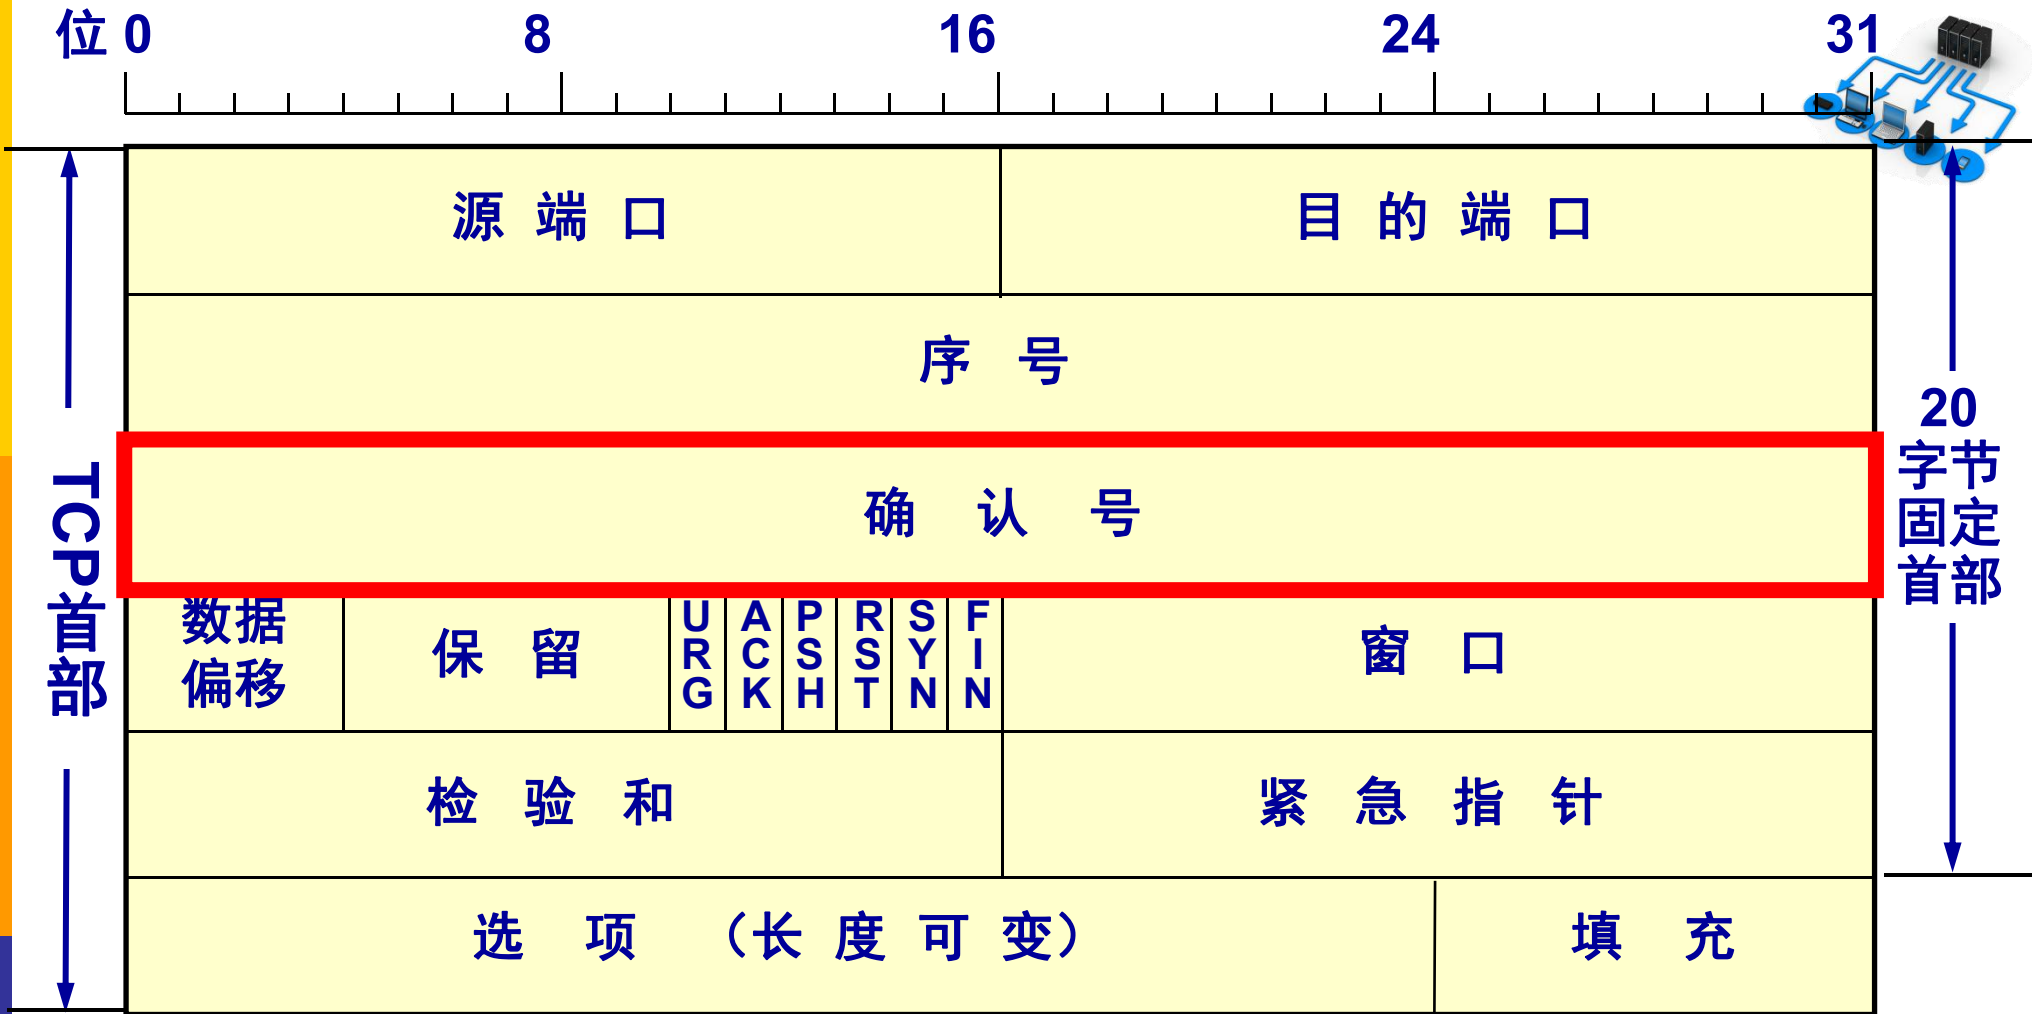 位 0 8 16 24 31
源 端 口 目 的 端 口
序 号
确 认 号
数据
偏移
保 留
URG
ACK
PSH
RST
SYN
FIN
窗 口
检 验 和 紧 急 指 针
选 项 （长 度 可 变） 填 充
TCP首部
20
字节
固定
首部